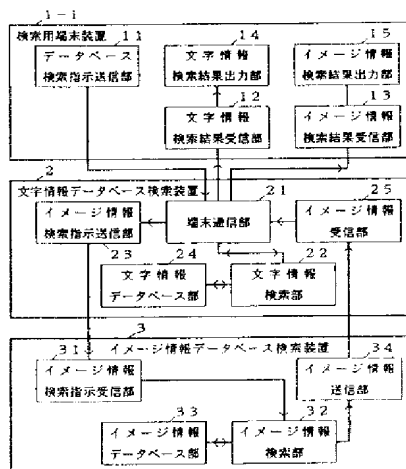 1-i
検索用端末装置
11
データベース
検索指示送信部
14
文字情報
検索結果出力部
15
イメージ情報
検索結果出力部
12
文字情報
検索結果受信部
13
イメージ情報
検索結果受信部
2
文字情報データベース検索装置
イメージ情報
検索指示送信部
23
21
端末通信部
25
イメージ情報
受信部
24
文字情報
データベース部
22
文字情報
検索部
3
イメージ情報データベース検索装置
31
イメージ情報
検索指示受信部
34
イメージ情報
送信部
33
イメージ情報
データベース部
32
イメージ情報
検索部